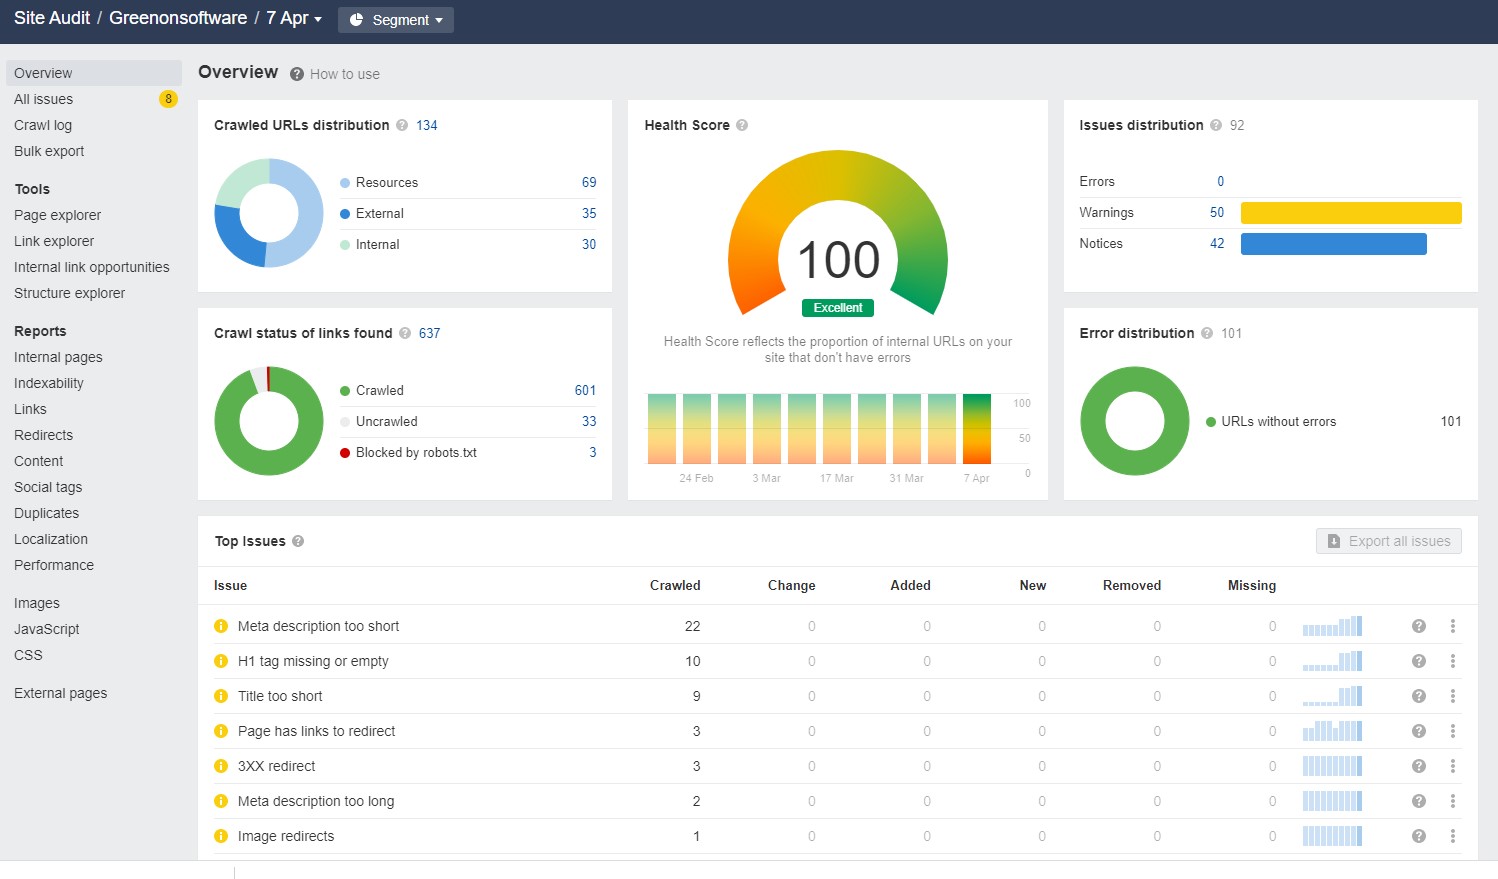 Site Audit / Greenonsoftware / 7 Apr
Segment
Overview
All issues 8
Crawl log
Bulk export
Tools
Page explorer
Link explorer
Internal link opportunities
Structure explorer
Reports
Internal pages
Indexability
Links
Redirects
Content
Social tags
Duplicates
Localization
Performance
Images
JavaScript
CSS
External pages
Overview ? How to use
Crawled URLs distribution ? 134
Resources 69
External 35
Internal 30
Crawl status of links found ? 637
Crawled 601
Uncrawled 33
Blocked by robots.txt 3
Health Score ?
100
Excellent
Health Score reflects the proportion of internal URLs on your
site that don't have errors
100
50
0
24 Feb 3 Mar 17 Mar 31 Mar 7 Apr
Issues distribution ? 92
Errors 0
Warnings 50
Notices 42
Error distribution ? 101
URLs without errors 101
Top Issues ?
Export all issues
Issue Crawled Change Added New Removed Missing
Meta description too short 22 0 0 0 0 0 ?
H1 tag missing or empty 10 0 0 0 0 0 ?
Title too short 9 0 0 0 0 0 ?
Page has links to redirect 3 0 0 0 0 0 ?
3XX redirect 3 0 0 0 0 0 ?
Meta description too long 2 0 0 0 0 0 ?
Image redirects 1 0 0 0 0 0 ?